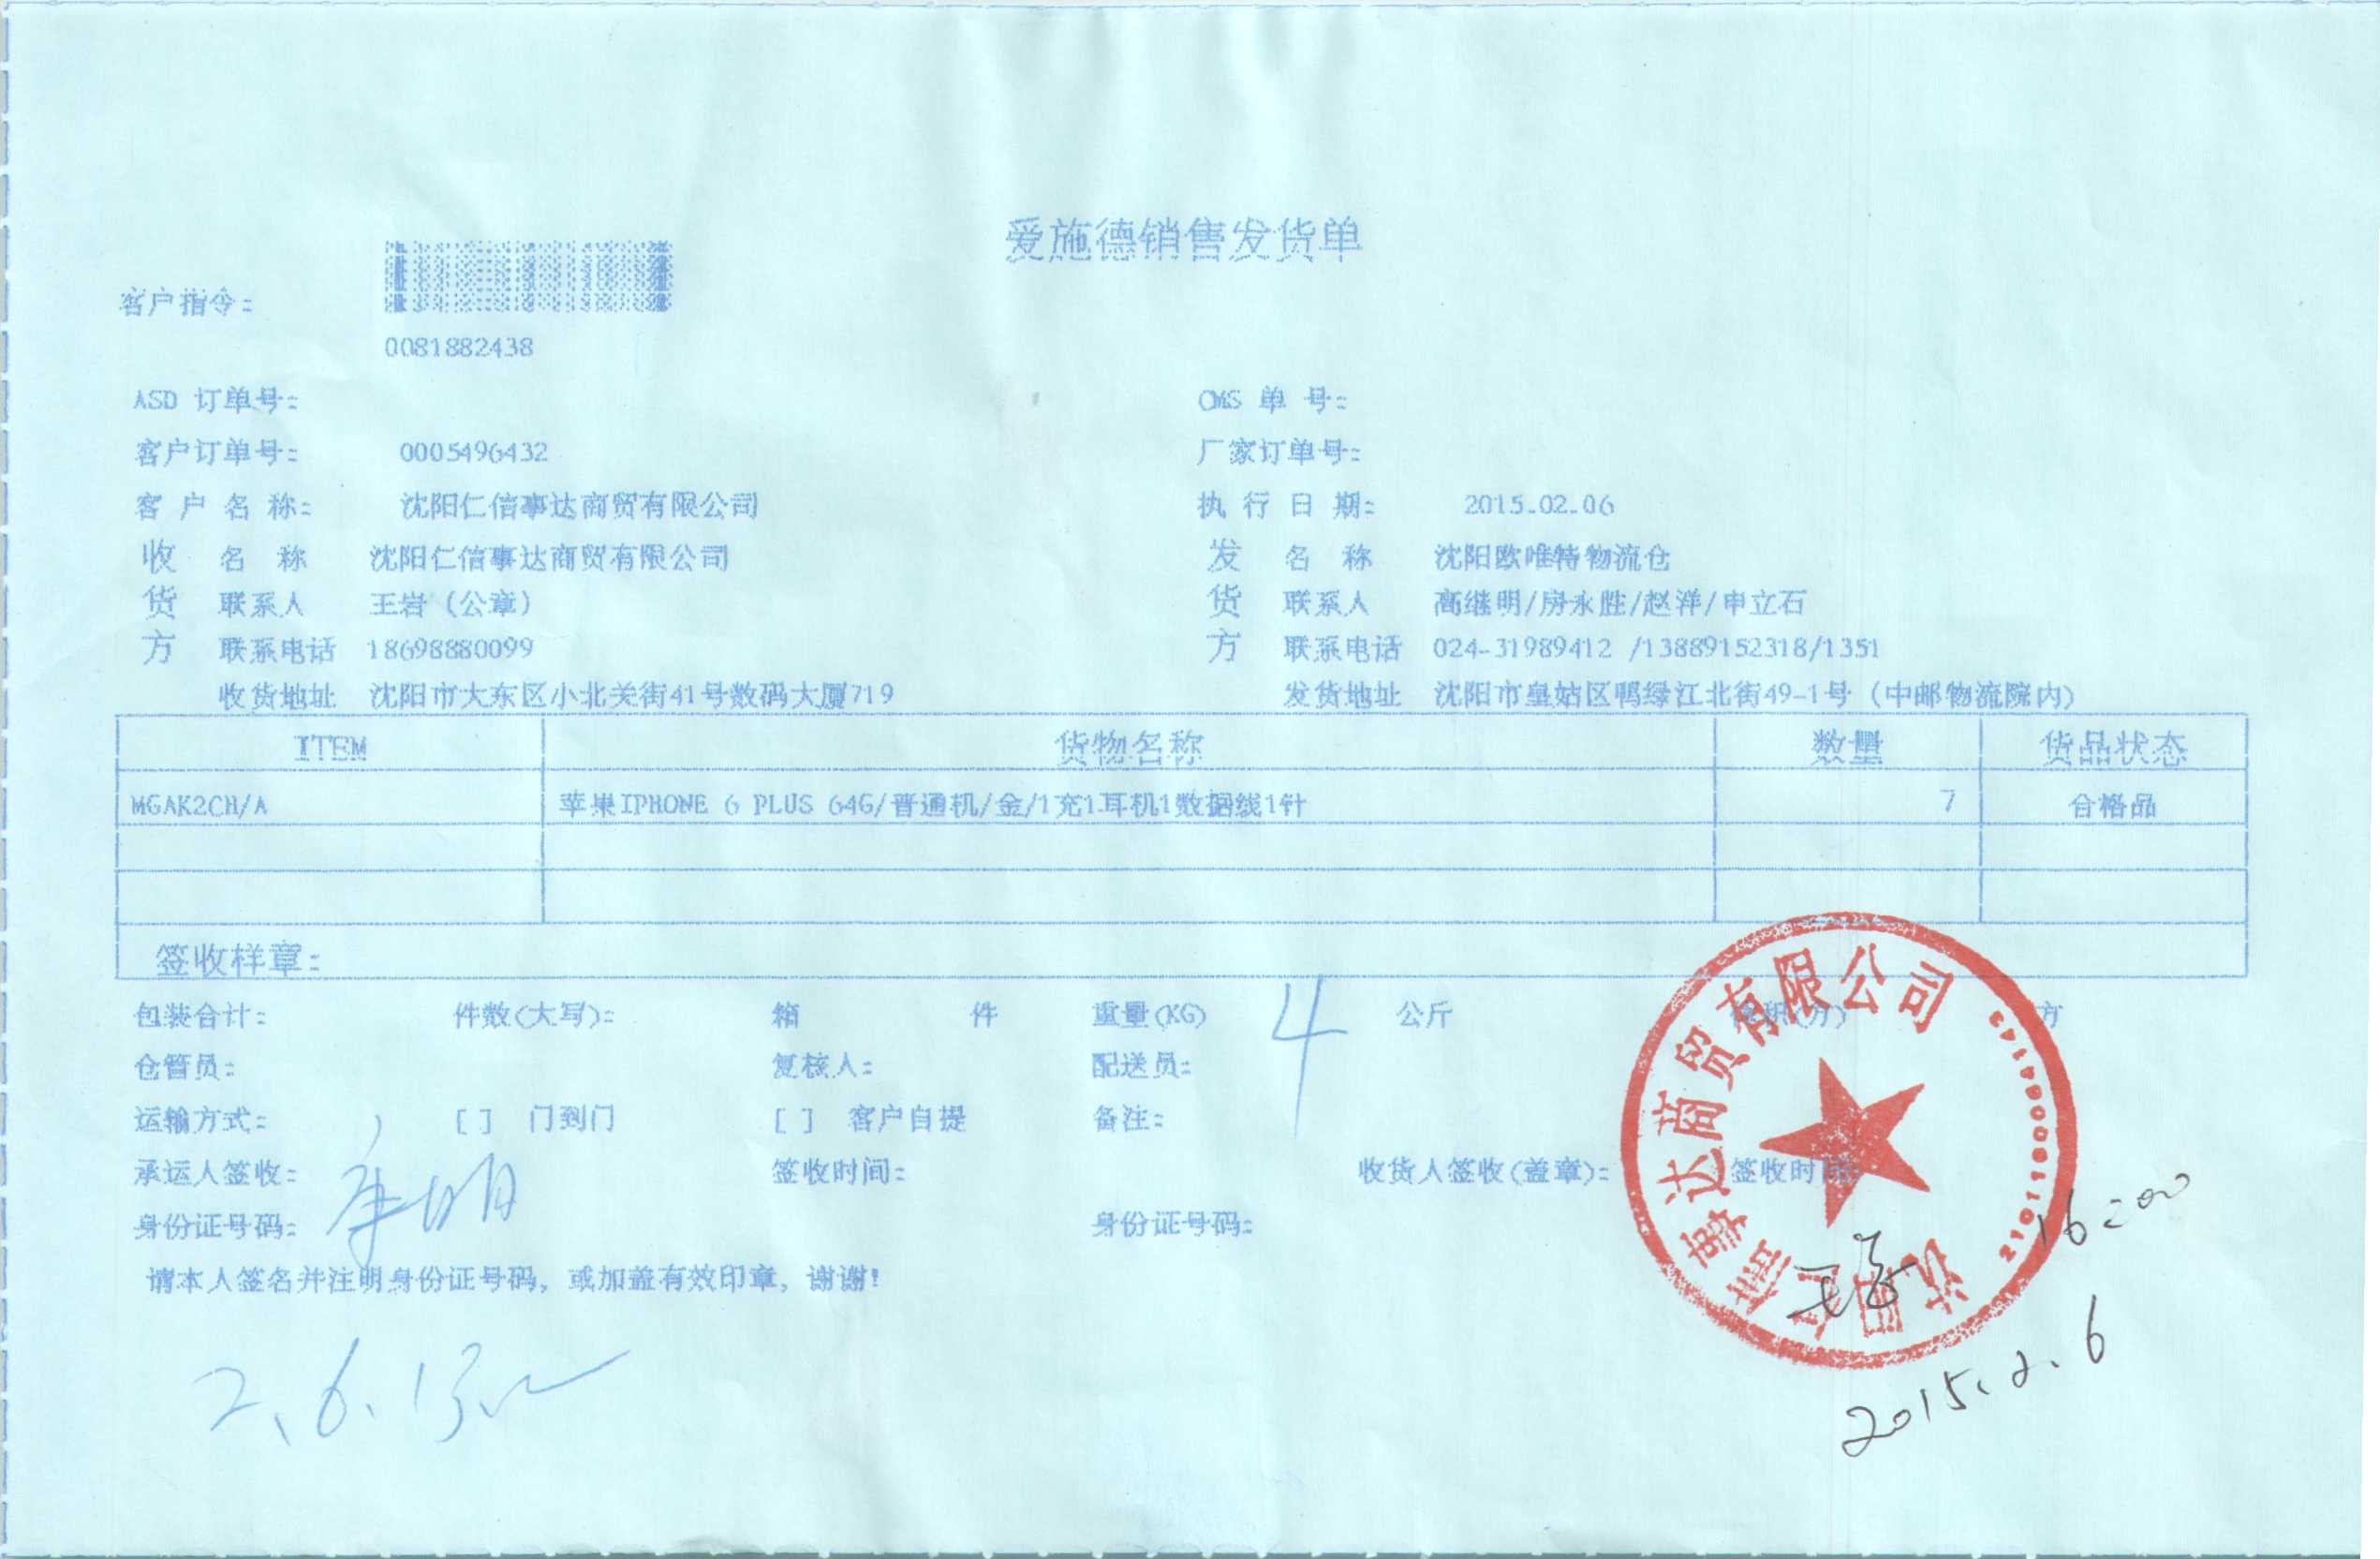 爱施德销售发货单
客户指令:
0081882438
ASD 订单号: OMS 单 号:
客户订单号: 0005496432 厂家订单号:
客 户 名 称: 沈阳仁信事达商贸有限公司 执 行 日 期: 2015.02.06
收 名 称 沈阳仁信事达商贸有限公司 发 名 称 沈阳欧唯特物流仓
货 联系人 王岩 (公章) 货 联系人 高继明/房永胜/赵洋/申立石
方 联系电话 18698880099 方 联系电话 024-31989412 /13889152318/1351
收货地址 沈阳市大东区小北关街41号数码大厦719 发货地址 沈阳市皇姑区鸭绿江北街49-1号 (中邮物流院内)
ITEM 货物名称 数量 货品状态
MGAK2CH/A 苹果IPHONE 6 PLUS 64G/普通机/金/1充1耳机1数据线1针 7 合格品
签收样章:
包装合计: 件数(大写): 箱 件 重量(KG) 4 公斤 体积(方) 方
仓管员: 复核人: 配送员:
运输方式: [ ] 门到门 [ ] 客户自提 备注:
承运人签收: 签收时间: 收货人签收(盖章): 签收时间:
身份证号码: 身份证号码:
请本人签名并注明身份证号码, 或加盖有效印章, 谢谢!
沈阳仁信事达商贸有限公司
16:00
2015.2.6